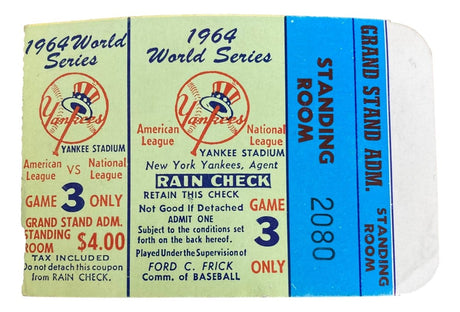 1964 World
Series
Yankees
YANKEE STADIUM
American
League
VS
National
League
GAME 3 ONLY
GRAND STAND ADM.
STANDING
ROOM $4.00
TAX INCLUDED
Do not detach this coupon
from RAIN CHECK.
1964
World Series
Yankees
YANKEE STADIUM
American
League
National
League
New York Yankees, Agent
RAIN CHECK
RETAIN THIS CHECK
Not Good If Detached
ADMIT ONE
Subject to the conditions set
forth on the back hereof.
Played Under the Supervision of
FORD C. FRICK
Comm. of BASEBALL
GAME
3
ONLY
STANDING
ROOM
2080
GRAND STAND ADM.
STANDING
ROOM